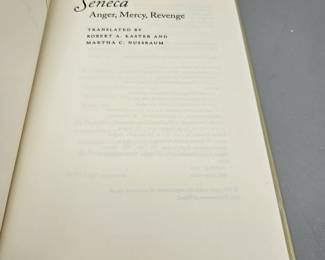 Seneca
Anger, Mercy, Revenge
TRANSLATED BY
ROBERT A. KASTER AND
MARTHA C. NUSSBAUM